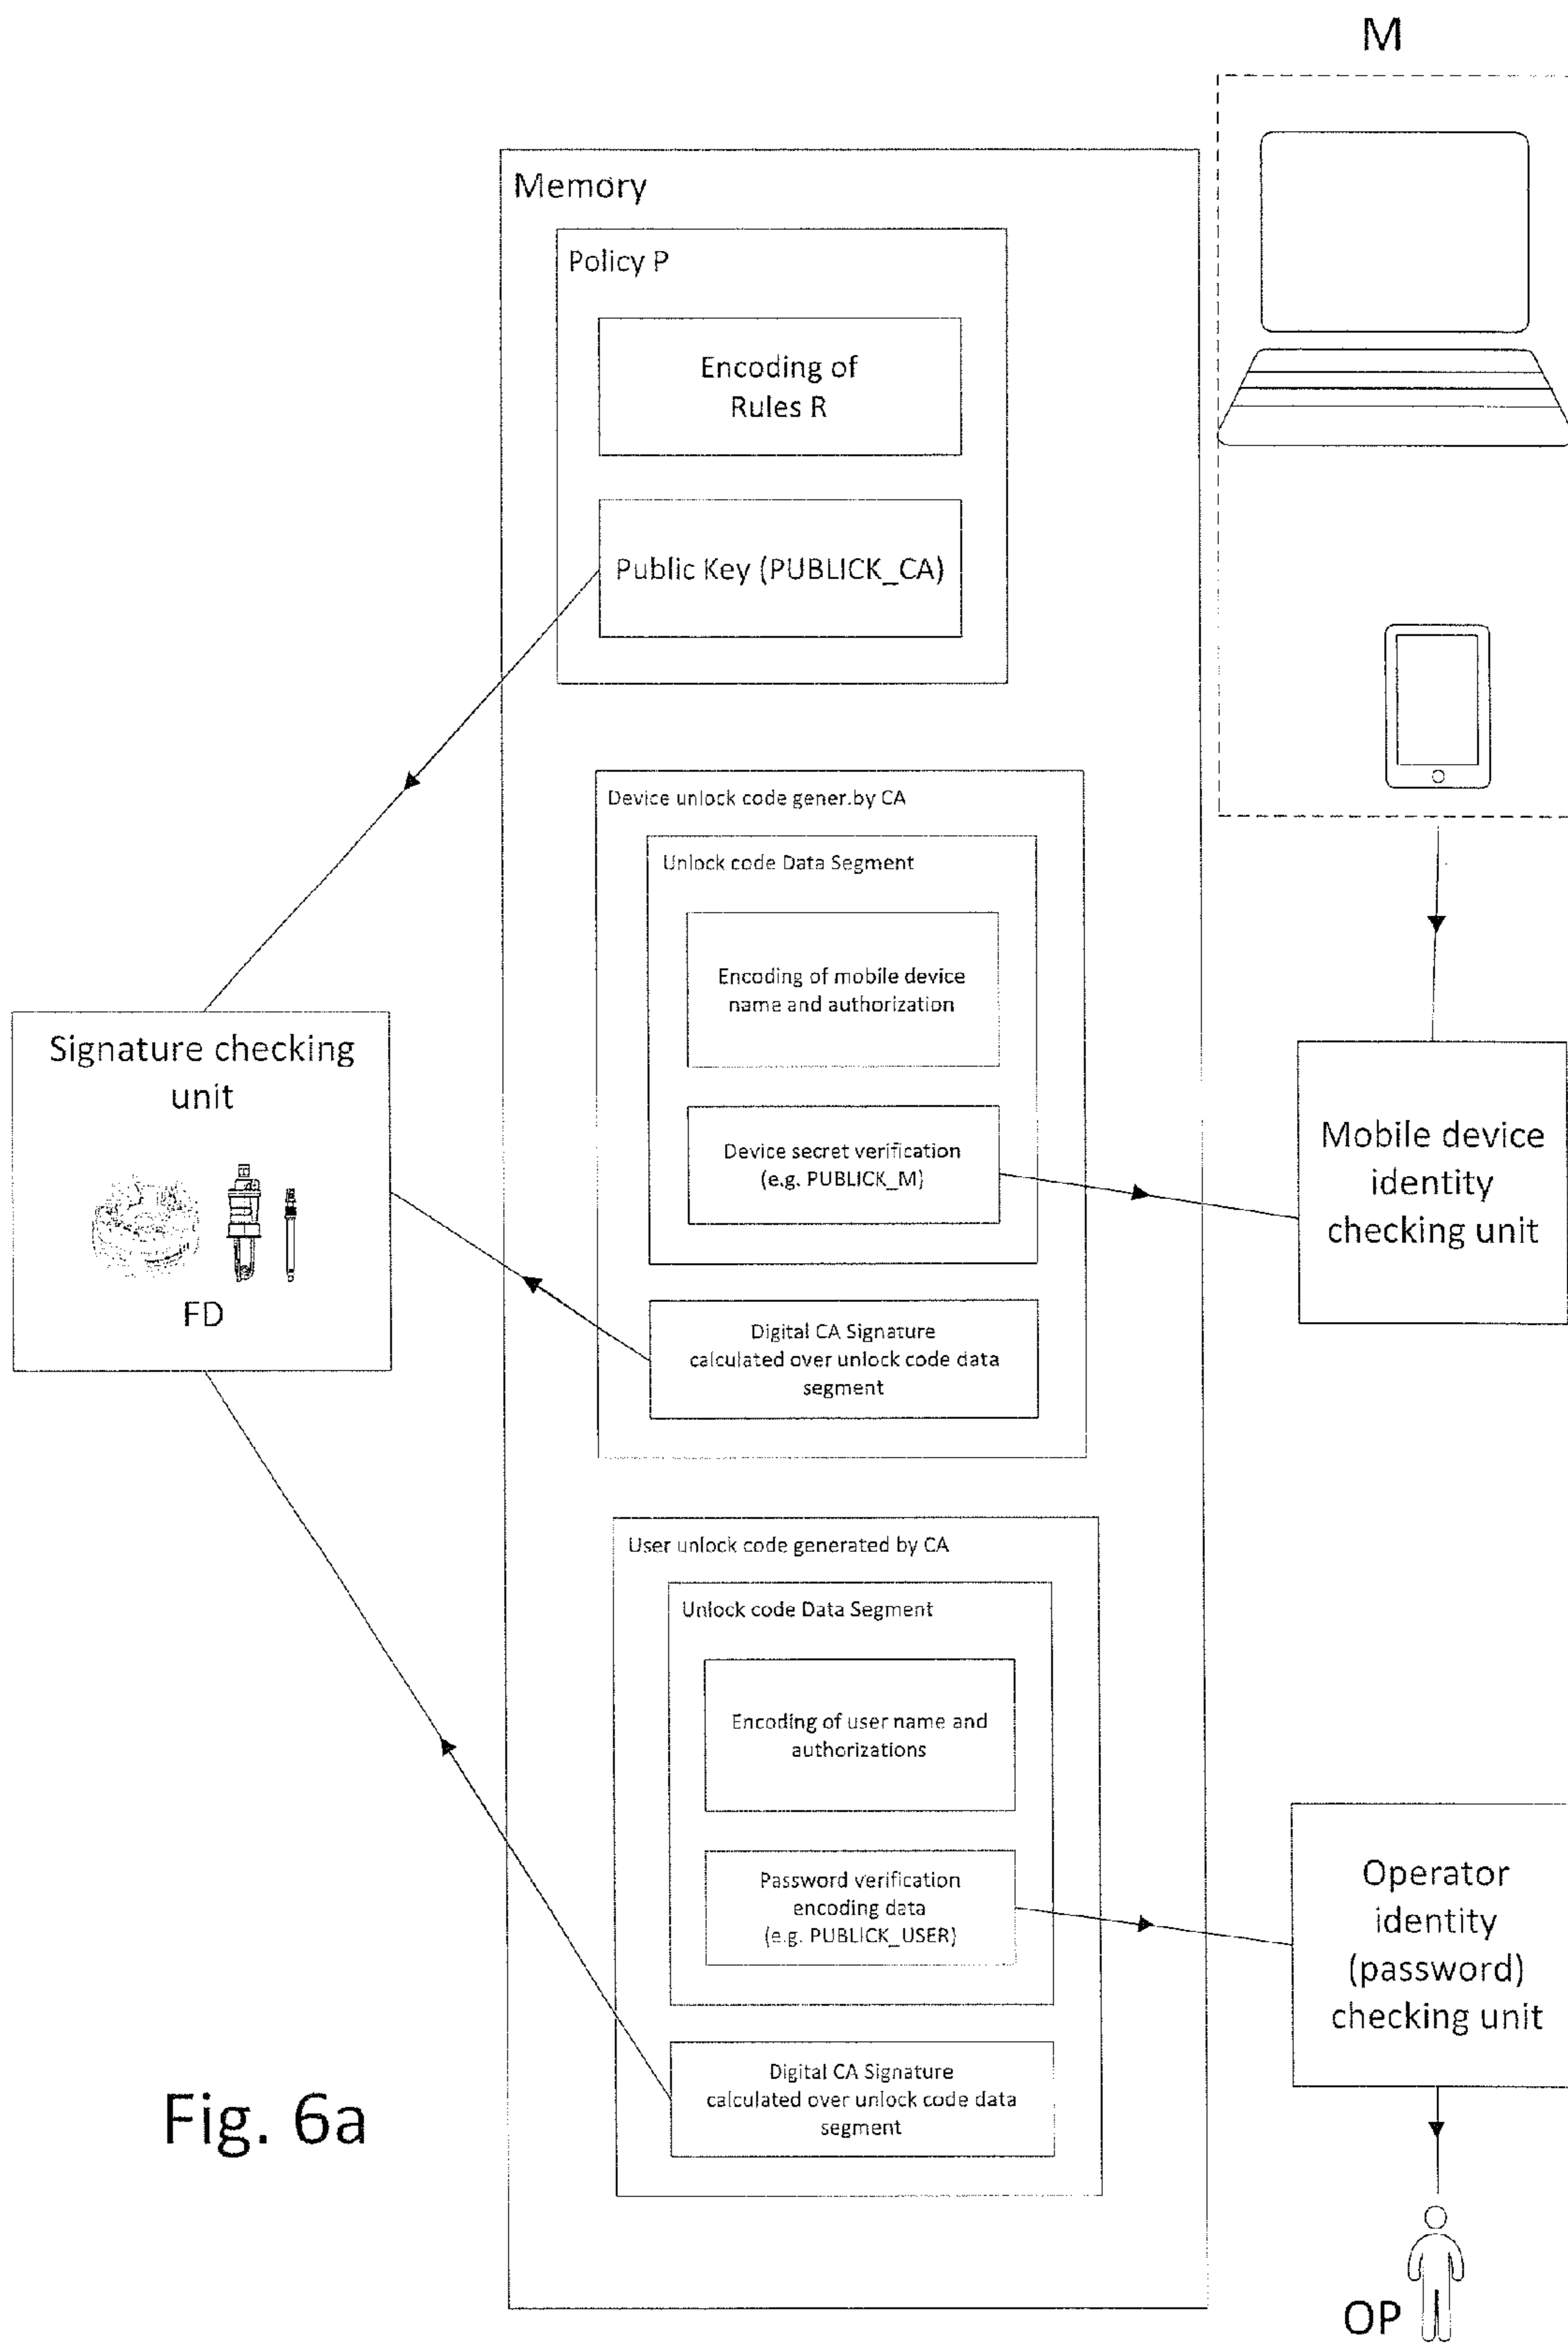 M
Memory
Policy P
Encoding of
Rules R
Public Key (PUBLICK_CA)
Device unlock code gener.by CA
Unlock code Data Segment
Encoding of mobile device
name and authorization
Device secret verification
(e.g. PUBLICK_M)
Digital CA Signature
calculated over unlock code data
segment
Signature checking
unit
FD
Mobile device
identity
checking unit
User unlock code generated by CA
Unlock code Data Segment
Encoding of user name and
authorizations
Password verification
encoding data
(e.g. PUBLICK_USER)
Digital CA Signature
calculated over unlock code data
segment
Operator
identity
(password)
checking unit
OP
Fig. 6a